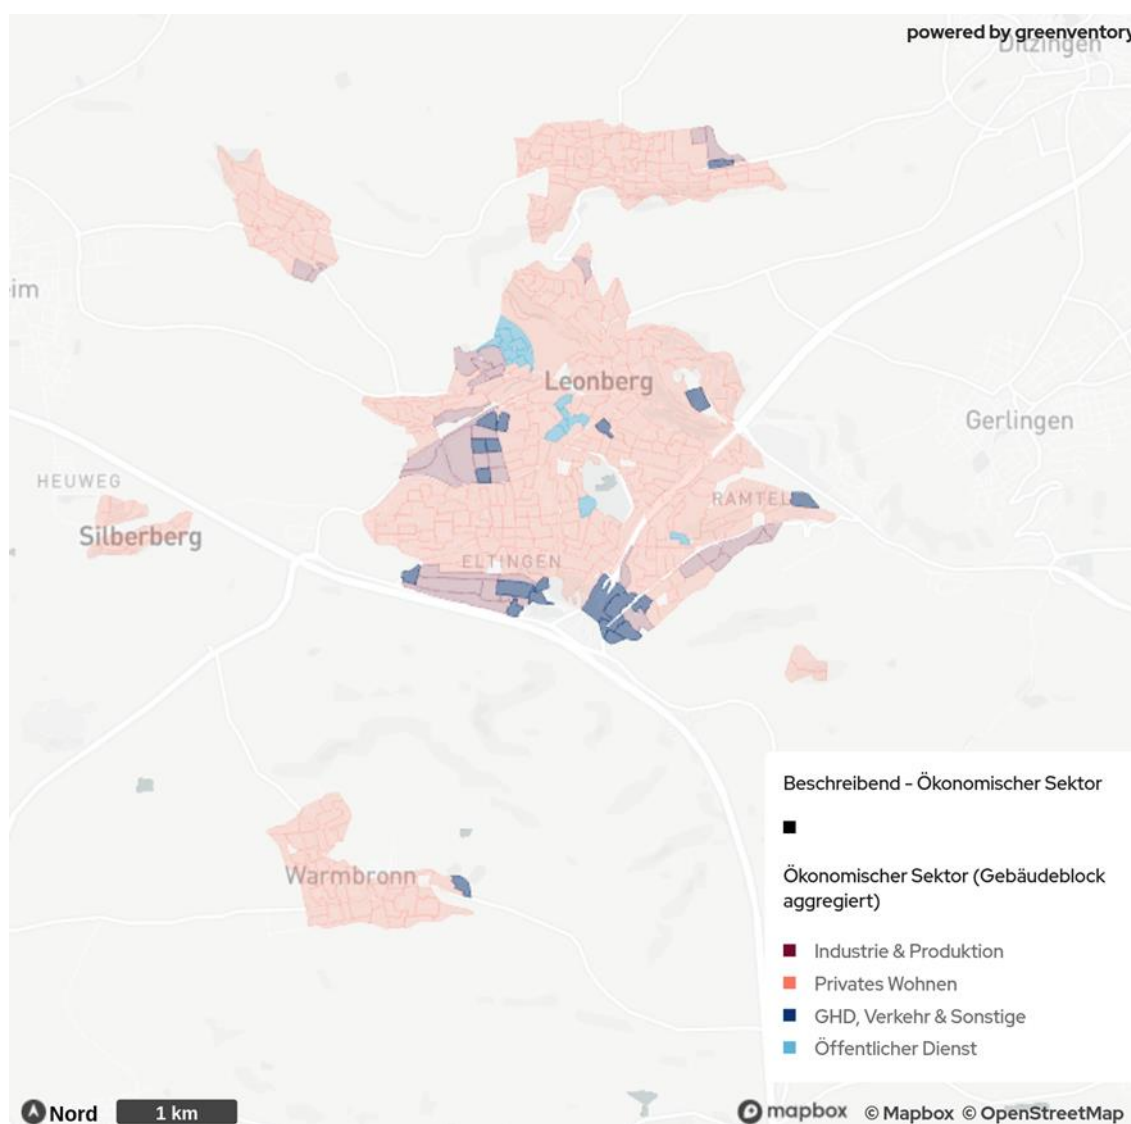 powered by greenventory
Ditzingen
eim
Leonberg
Gerlingen
HEUWEG
RAMTEL
Silberberg
ELTINGEN
Warmbronn
Beschreibend - Ökonomischer Sektor
Ökonomischer Sektor (Gebäudeblock
aggregiert)
Industrie & Produktion
Privates Wohnen
GHD, Verkehr & Sonstige
Öffentlicher Dienst
Nord
1 km
mapbox © Mapbox © OpenStreetMap